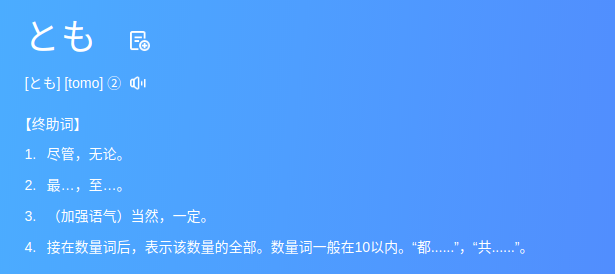 とも
[とも] [tomo] ②
【终助词】
1. 尽管，无论。
2. 最…，至…。
3. （加强语气）当然，一定。
4. 接在数量词后，表示该数量的全部。数量词一般在10以内。“都......”，“共......”。